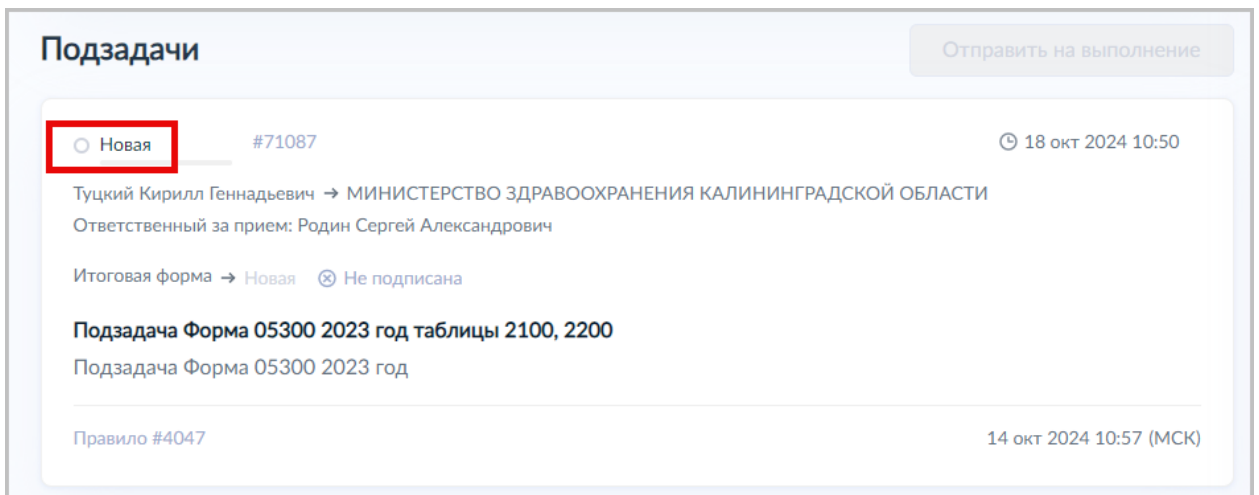 Подзадачи
Отправить на выполнение
Новая #71087 18 окт 2024 10:50
Туцкий Кирилл Геннадьевич → МИНИСТЕРСТВО ЗДРАВООХРАНЕНИЯ КАЛИНИНГРАДСКОЙ ОБЛАСТИ
Ответственный за прием: Родин Сергей Александрович
Итоговая форма → Новая Не подписана
Подзадача Форма 05300 2023 год таблицы 2100, 2200
Подзадача Форма 05300 2023 год
Правило #4047 14 окт 2024 10:57 (МСК)